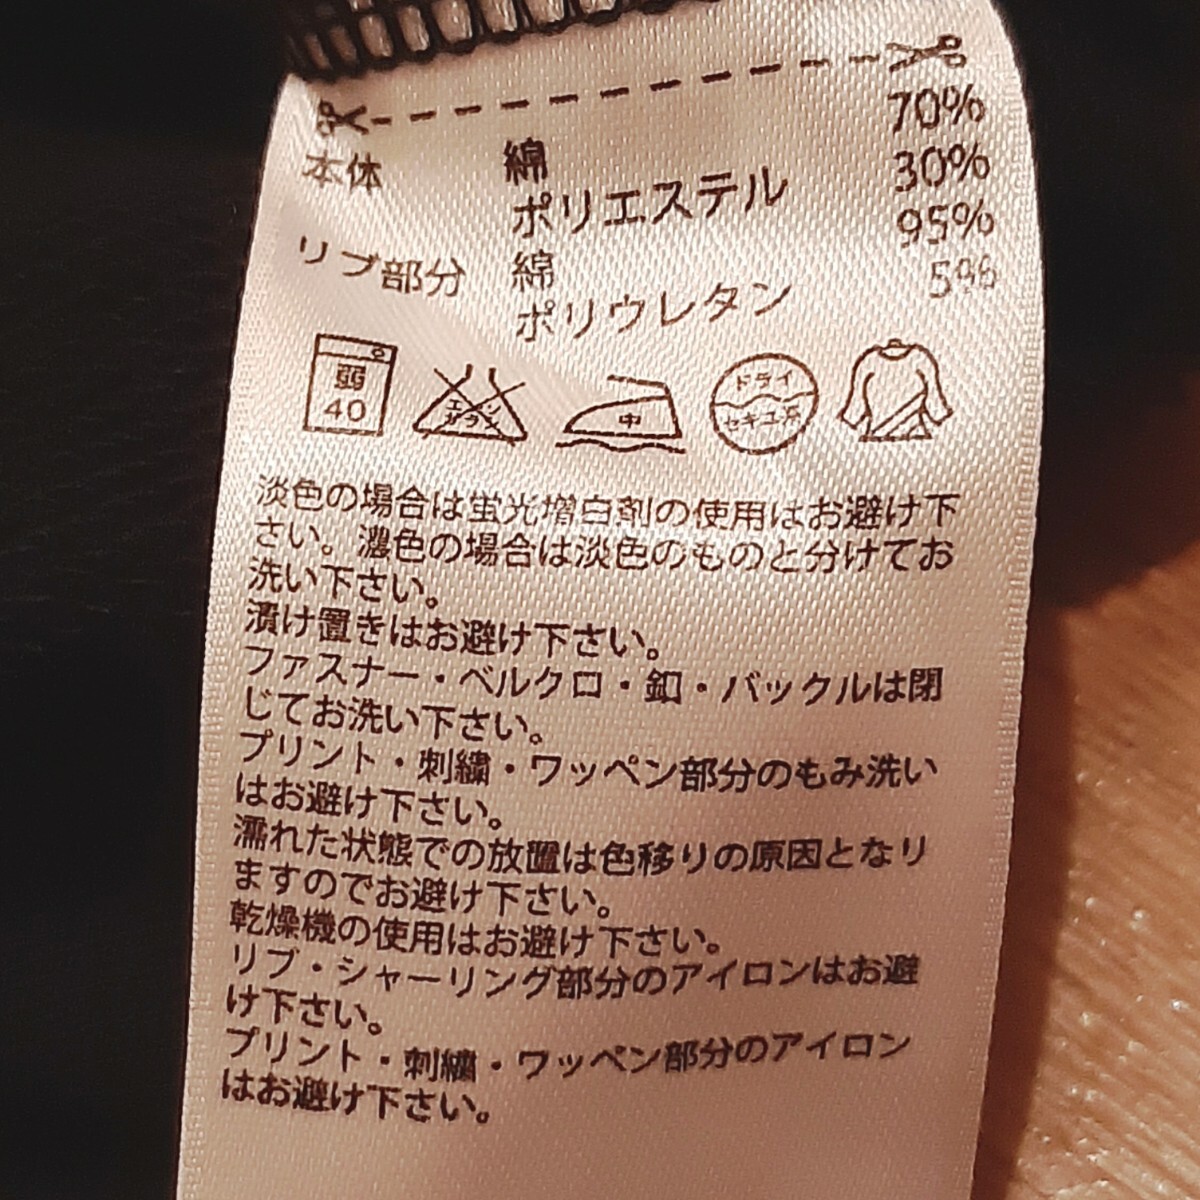 本体 綿 70%
ポリエステル 30%
リブ部分 綿 95%
ポリウレタン 5%
弱 40
エンソ サラシ
中
ドライ
セキユ系
淡色の場合は蛍光増白剤の使用はお避け下
さい。濃色の場合は淡色のものと分けてお
洗い下さい。
漬け置きはお避け下さい。
ファスナー・ベルクロ・釦・バックルは閉
じてお洗い下さい。
プリント・刺繍・ワッペン部分のもみ洗い
はお避け下さい。
濡れた状態での放置は色移りの原因となり
ますのでお避け下さい。
乾燥機の使用はお避け下さい。
リブ・シャーリング部分のアイロンはお避
け下さい。
プリント・刺繍・ワッペン部分のアイロン
はお避け下さい。